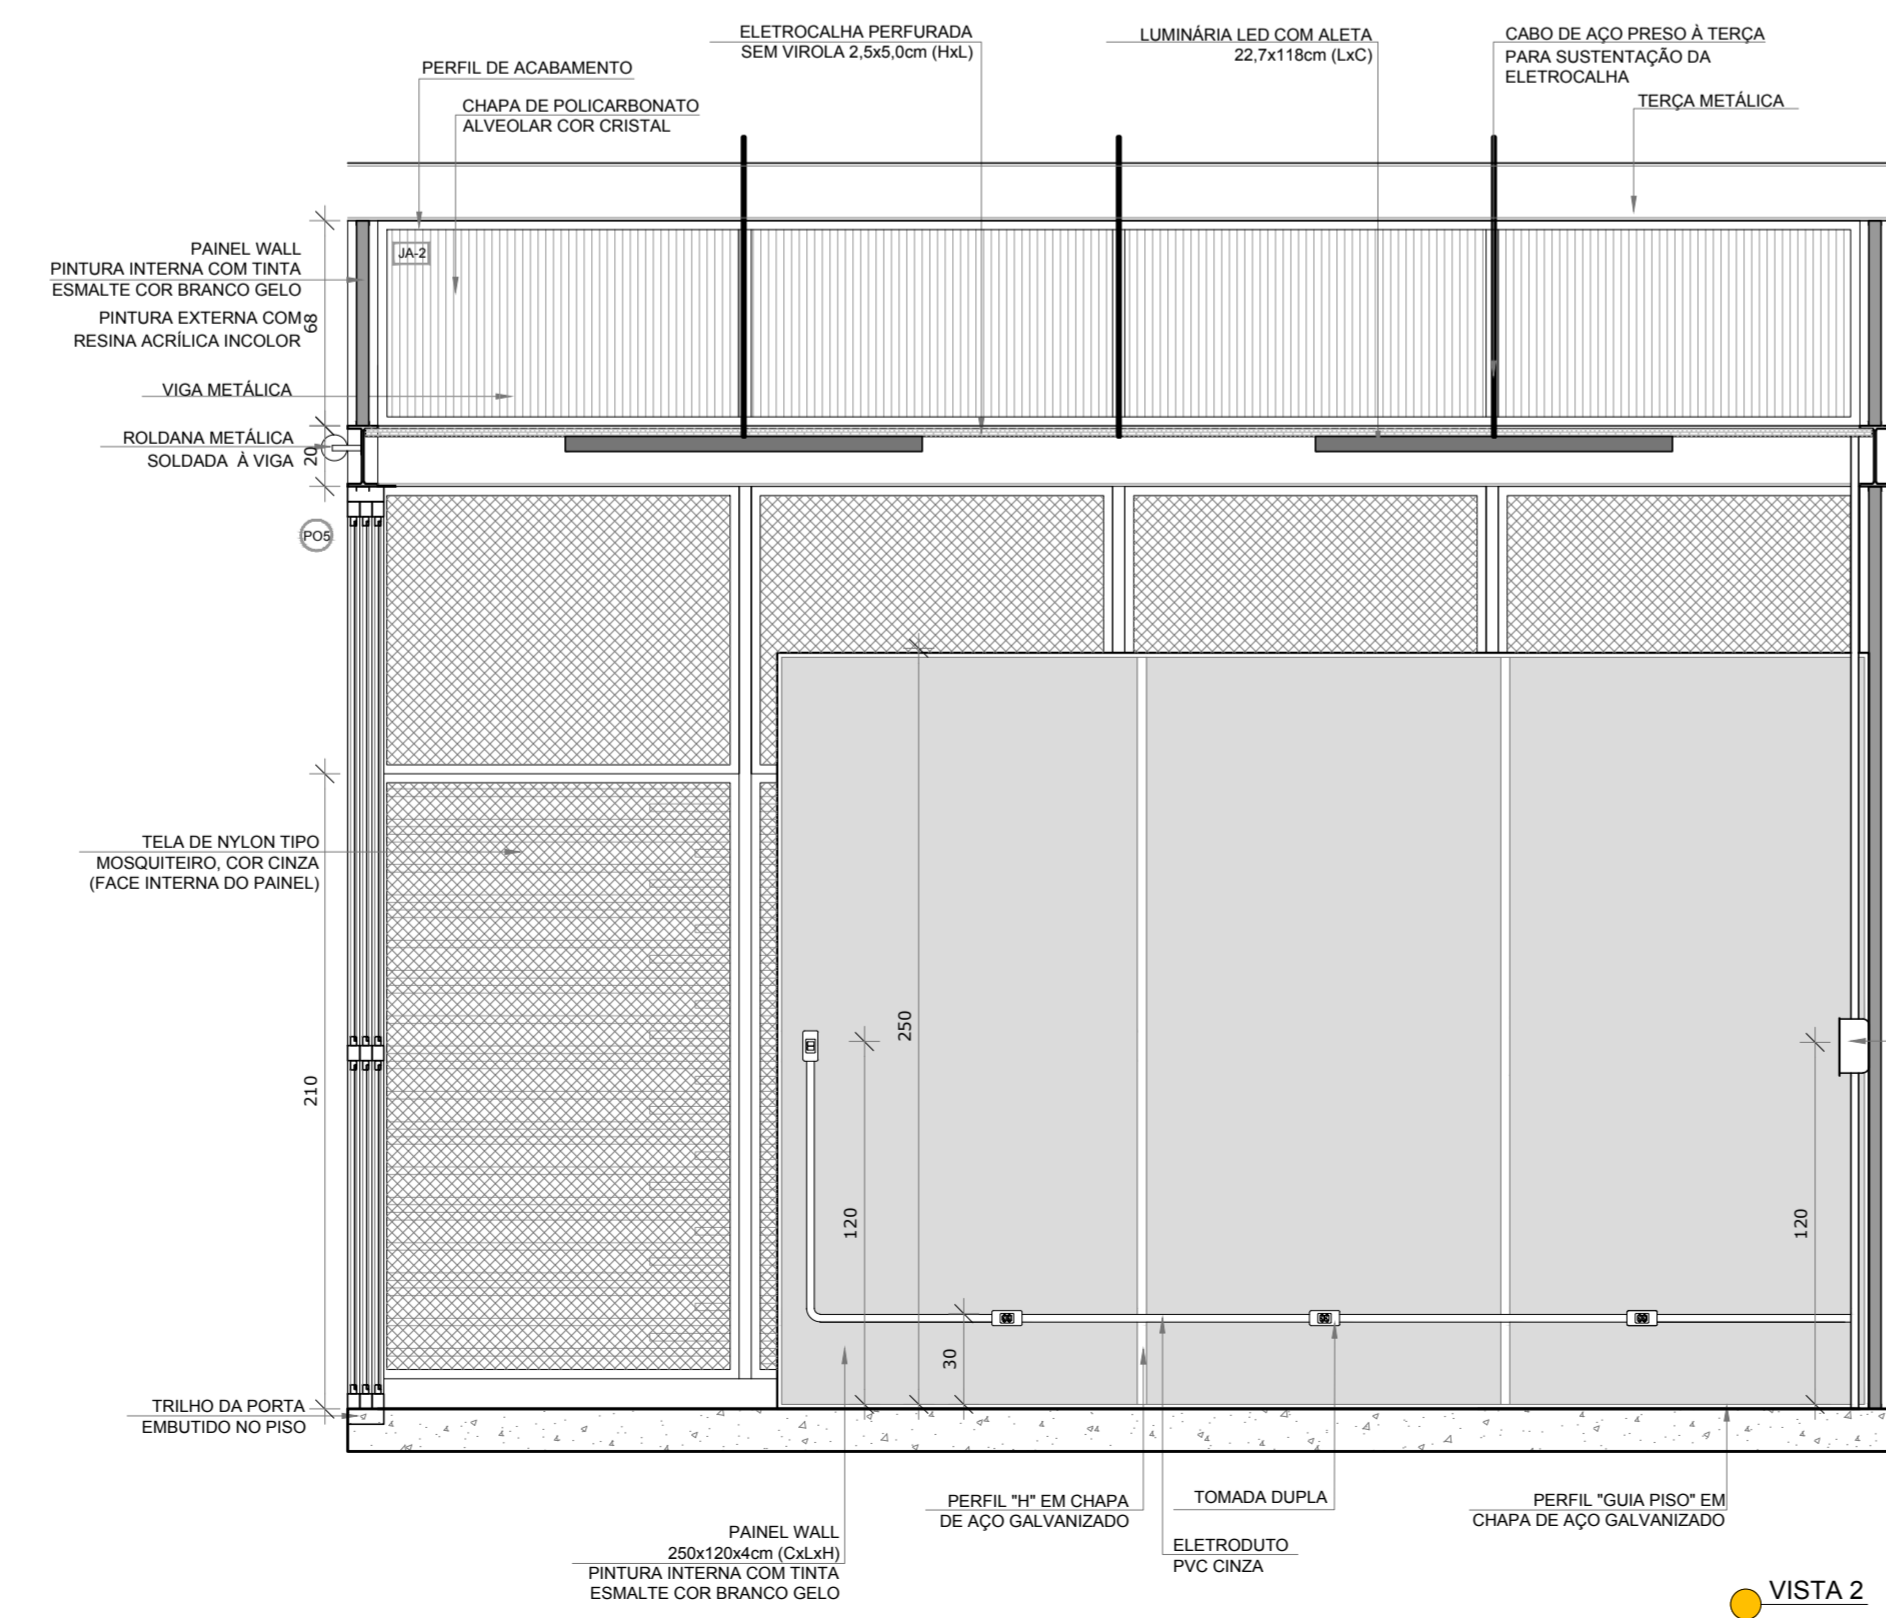 ELETROCALHA PERFURADA
SEM VIROLA 2,5x5,0cm (HxL)
LUMINÁRIA LED COM ALETA
22,7x118cm (LxC)
CABO DE AÇO PRESO À TERÇA
PARA SUSTENTAÇÃO DA
ELETROCALHA
PERFIL DE ACABAMENTO
CHAPA DE POLICARBONATO
ALVEOLAR COR CRISTAL
TERÇA METÁLICA
PAINEL WALL
PINTURA INTERNA COM TINTA
ESMALTE COR BRANCO GELO
PINTURA EXTERNA COM
RESINA ACRÍLICA INCOLOR
68
JA-2
VIGA METÁLICA
ROLDANA METÁLICA
SOLDADA À VIGA
20
PO5
TELA DE NYLON TIPO
MOSQUITEIRO, COR CINZA
(FACE INTERNA DO PAINEL)
210
250
120
120
30
TRILHO DA PORTA
EMBUTIDO NO PISO
PAINEL WALL
250x120x4cm (CxLxH)
PINTURA INTERNA COM TINTA
ESMALTE COR BRANCO GELO
PERFIL "H" EM CHAPA
DE AÇO GALVANIZADO
ELETRODUTO
PVC CINZA
TOMADA DUPLA
PERFIL "GUIA PISO" EM
CHAPA DE AÇO GALVANIZADO
VISTA 2